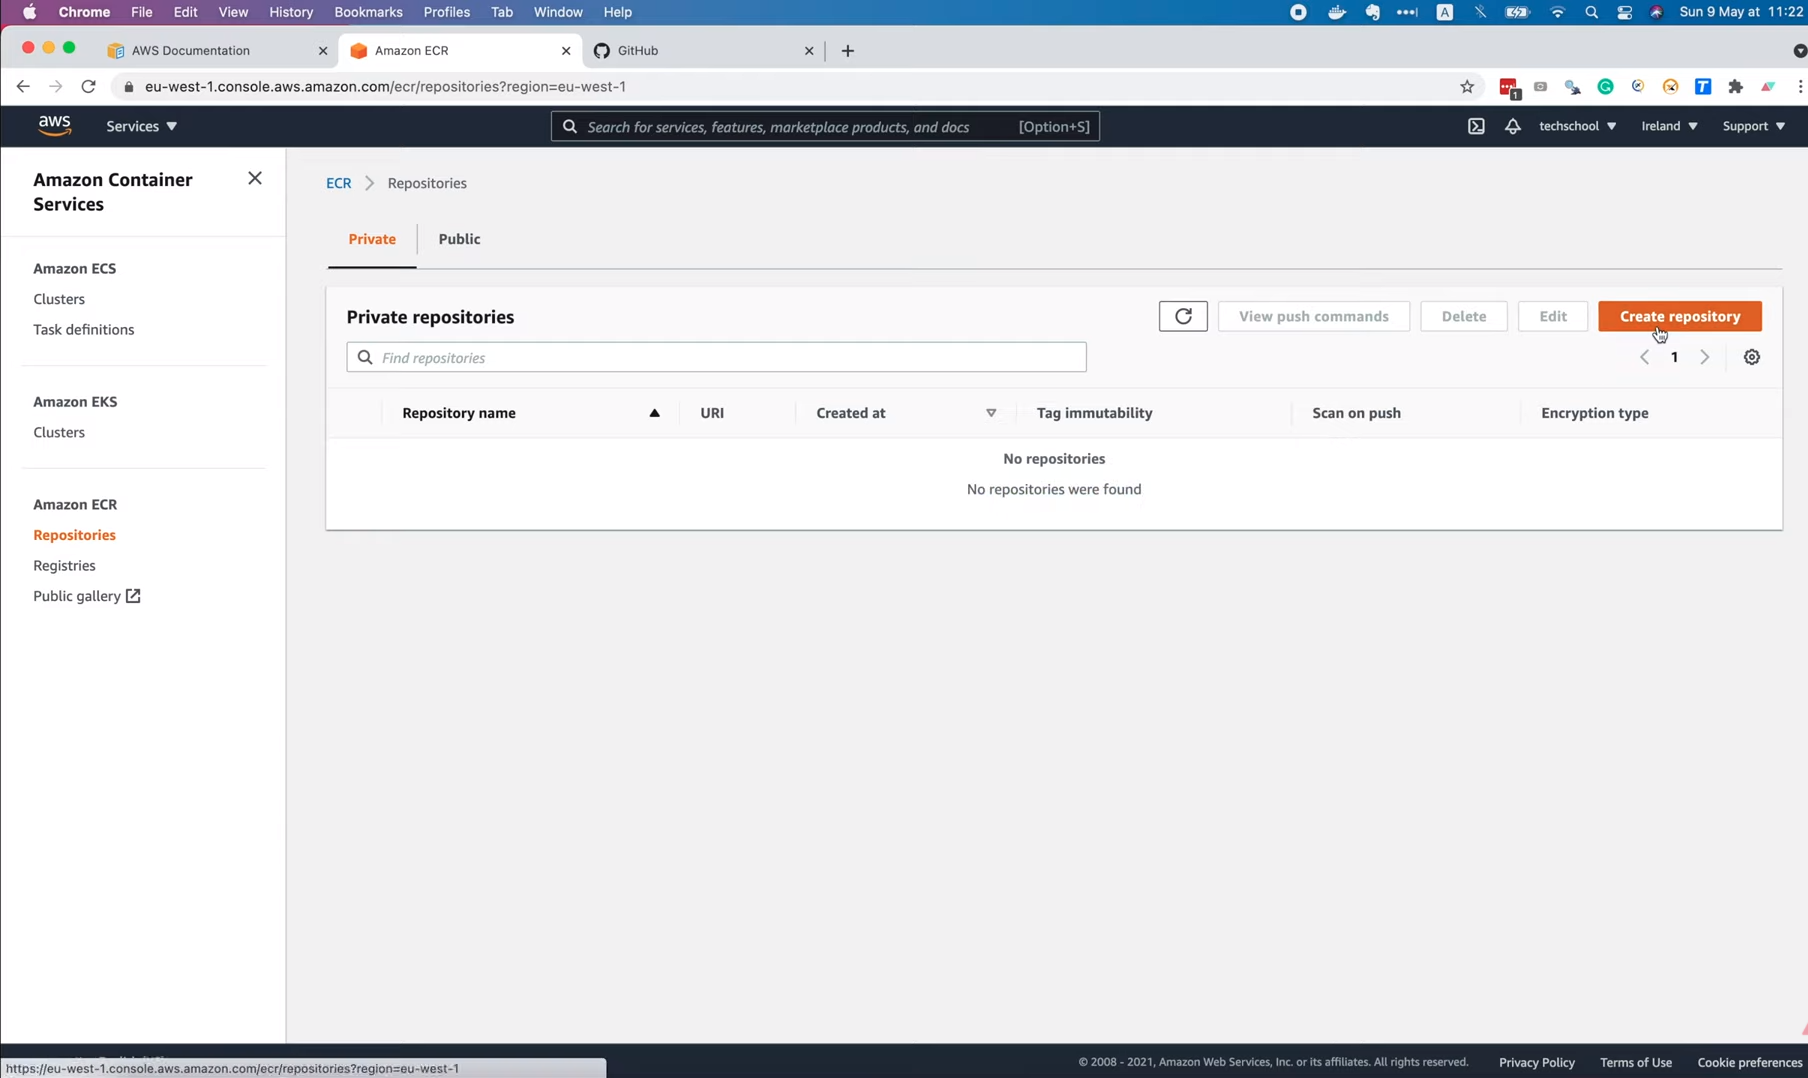 Chrome File Edit View History Bookmarks Profiles Tab Window Help A Sun 9 May at 11:22
AWS Documentation Amazon ECR GitHub
eu-west-1.console.aws.amazon.com/ecr/repositories?region=eu-west-1 1 T
aws Services Search for services, features, marketplace products, and docs [Option+S] techschool Ireland Support
Amazon Container
Services
Amazon ECS
Clusters
Task definitions
Amazon EKS
Clusters
Amazon ECR
Repositories
Registries
Public gallery
ECR Repositories
Private Public
Private repositories View push commands Delete Edit Create repository
Find repositories 1
Repository name URI Created at Tag immutability Scan on push Encryption type
No repositories
No repositories were found
© 2008 - 2021, Amazon Web Services, Inc. or its affiliates. All rights reserved. Privacy Policy Terms of Use Cookie preferences
https://eu-west-1.console.aws.amazon.com/ecr/repositories?region=eu-west-1